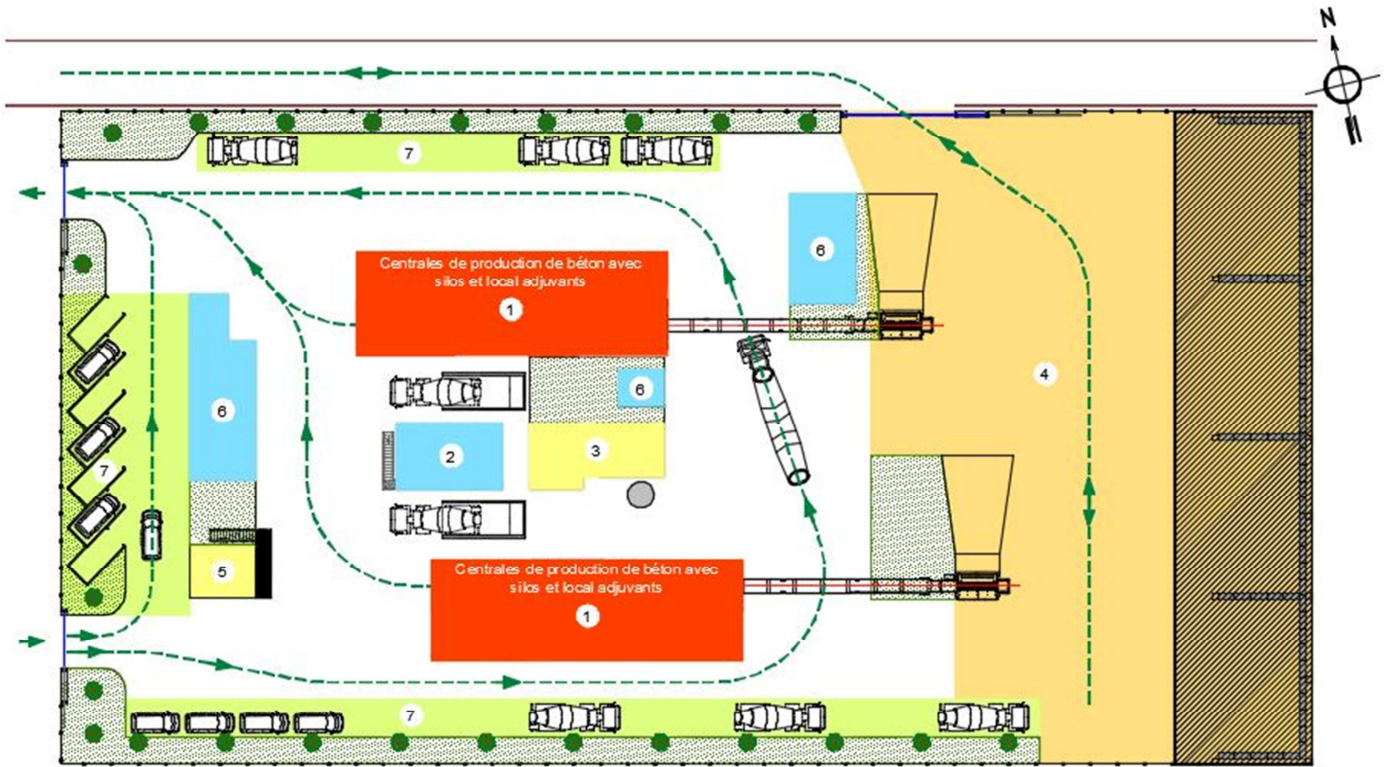 N
7
6
Centrales de production de béton avec
silos et local adjuvants
1
4
6
6
2
3
7
5
Centrales de production de béton avec
silos et local adjuvants
1
7